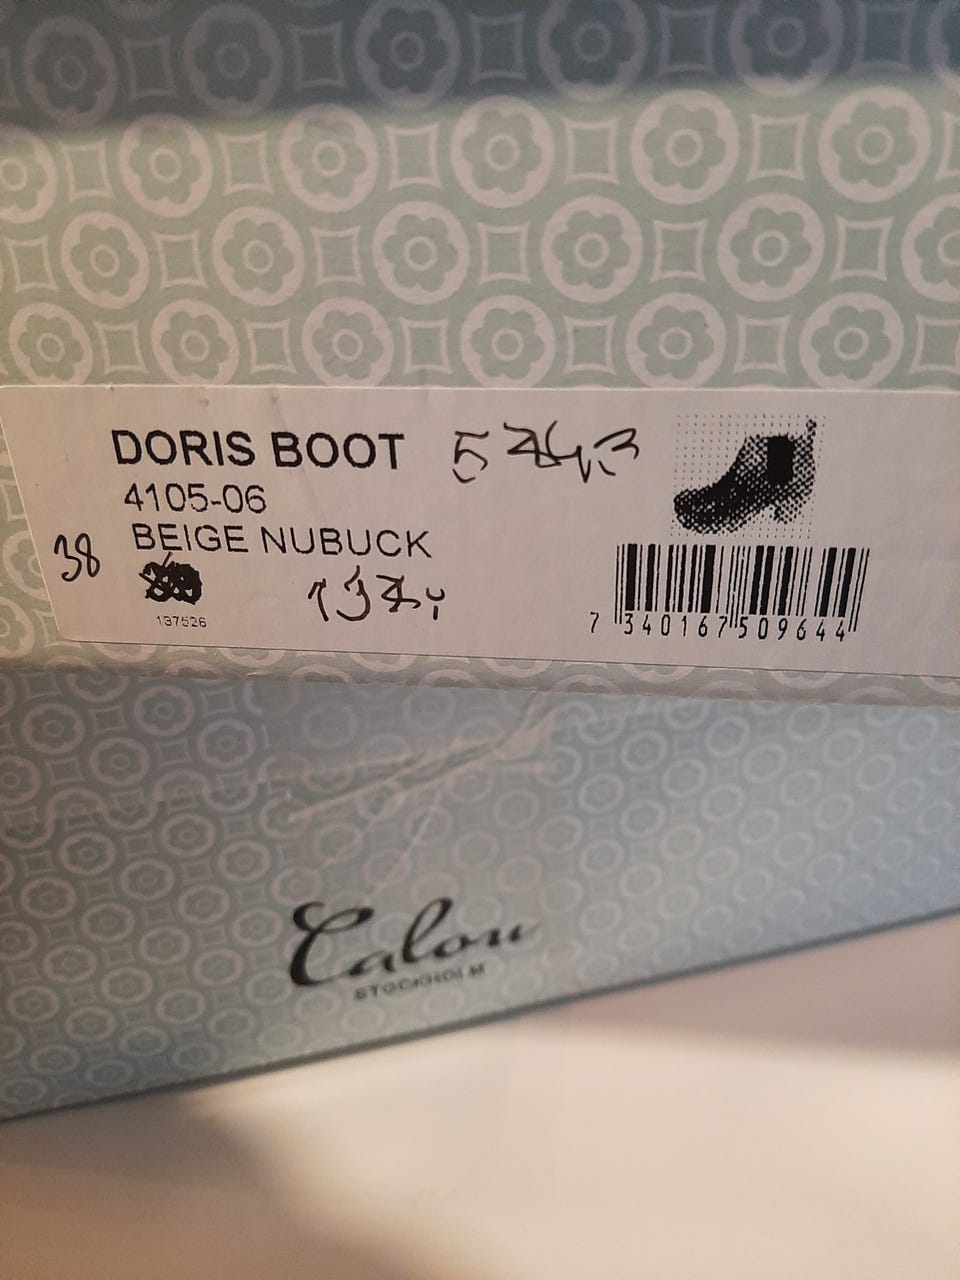 DORIS BOOT
4105-06
BEIGE NUBUCK
38
137526
7 340167 509644
Calou
STOCKHOLM